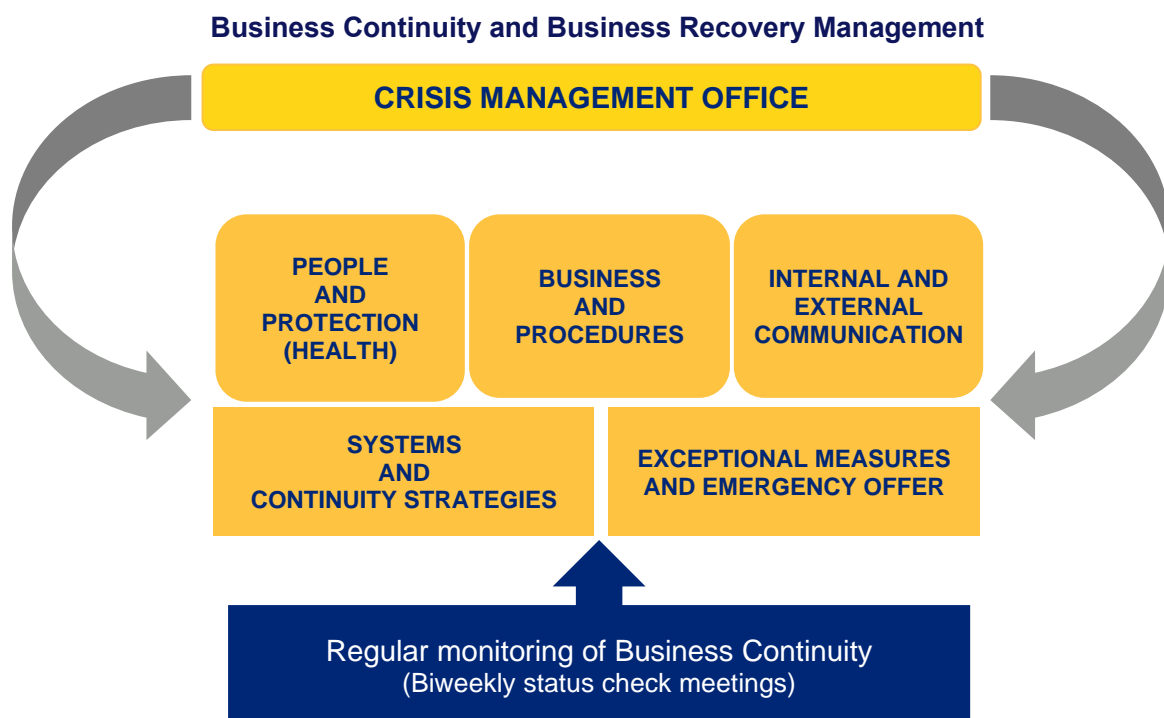 Business Continuity and Business Recovery Management
CRISIS MANAGEMENT OFFICE
PEOPLE
AND
PROTECTION
(HEALTH)
BUSINESS
AND
PROCEDURES
INTERNAL AND
EXTERNAL
COMMUNICATION
SYSTEMS
AND
CONTINUITY STRATEGIES
EXCEPTIONAL MEASURES
AND EMERGENCY OFFER
Regular monitoring of Business Continuity
(Biweekly status check meetings)